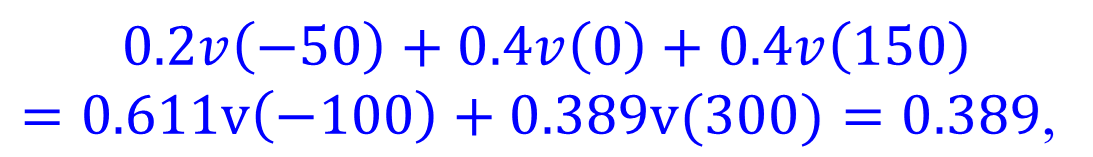 0.2𝑣(−50) + 0.4𝑣(0) + 0.4𝑣(150)
= 0.611v(−100) + 0.389v(300) = 0.389,